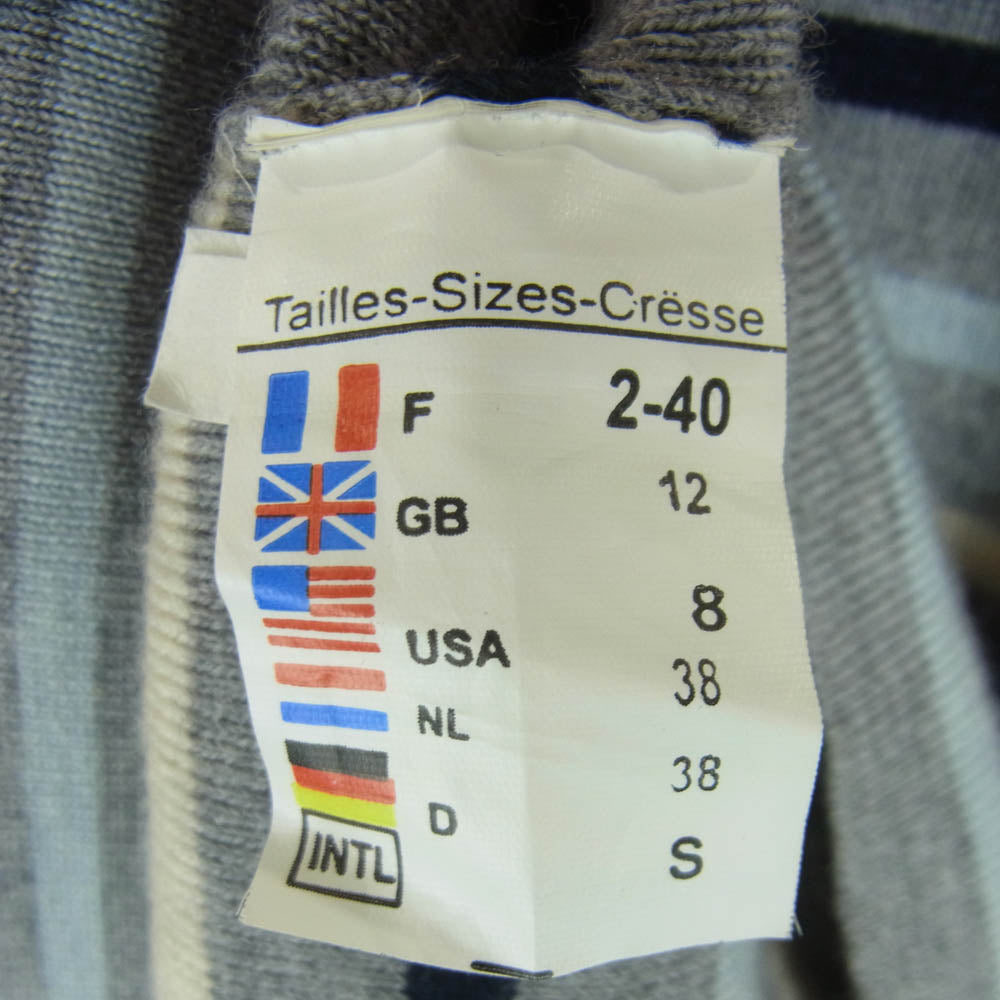 Tailles-Sizes-Crësse
F 2-40
GB 12
USA 8
NL 38
D 38
INTL S